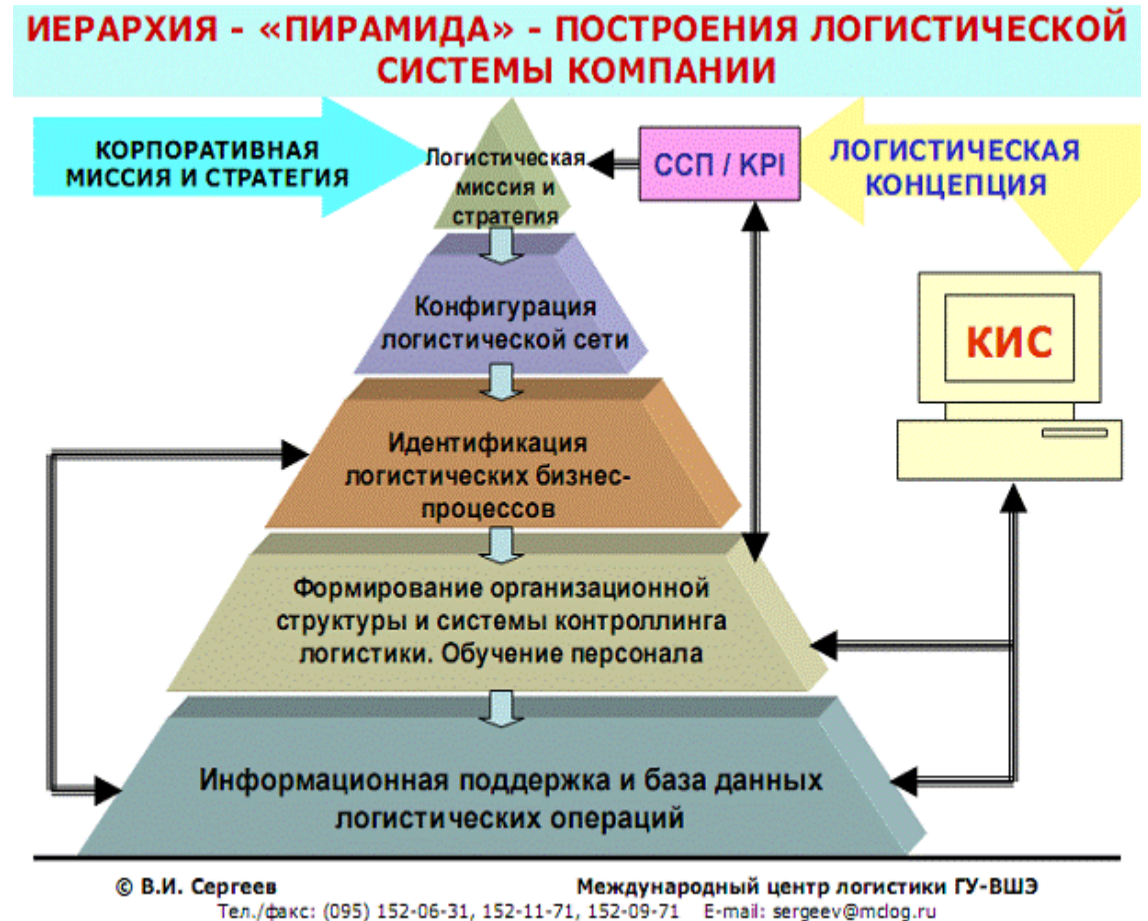 ИЕРАРХИЯ - «ПИРАМИДА» - ПОСТРОЕНИЯ ЛОГИСТИЧЕСКОЙ
СИСТЕМЫ КОМПАНИИ
КОРПОРАТИВНАЯ
МИССИЯ И СТРАТЕГИЯ
Логистическая
миссия и
стратегия
ССП / KPI
ЛОГИСТИЧЕСКАЯ
КОНЦЕПЦИЯ
Конфигурация
логистической сети
КИС
Идентификация
логистических бизнес-
процессов
Формирование организационной
структуры и системы контроллинга
логистики. Обучение персонала
Информационная поддержка и база данных
логистических операций
© В.И. Сергеев
Международный центр логистики ГУ-ВШЭ
Тел./факс: (095) 152-06-31, 152-11-71, 152-09-71 E-mail: sergeev@mclog.ru